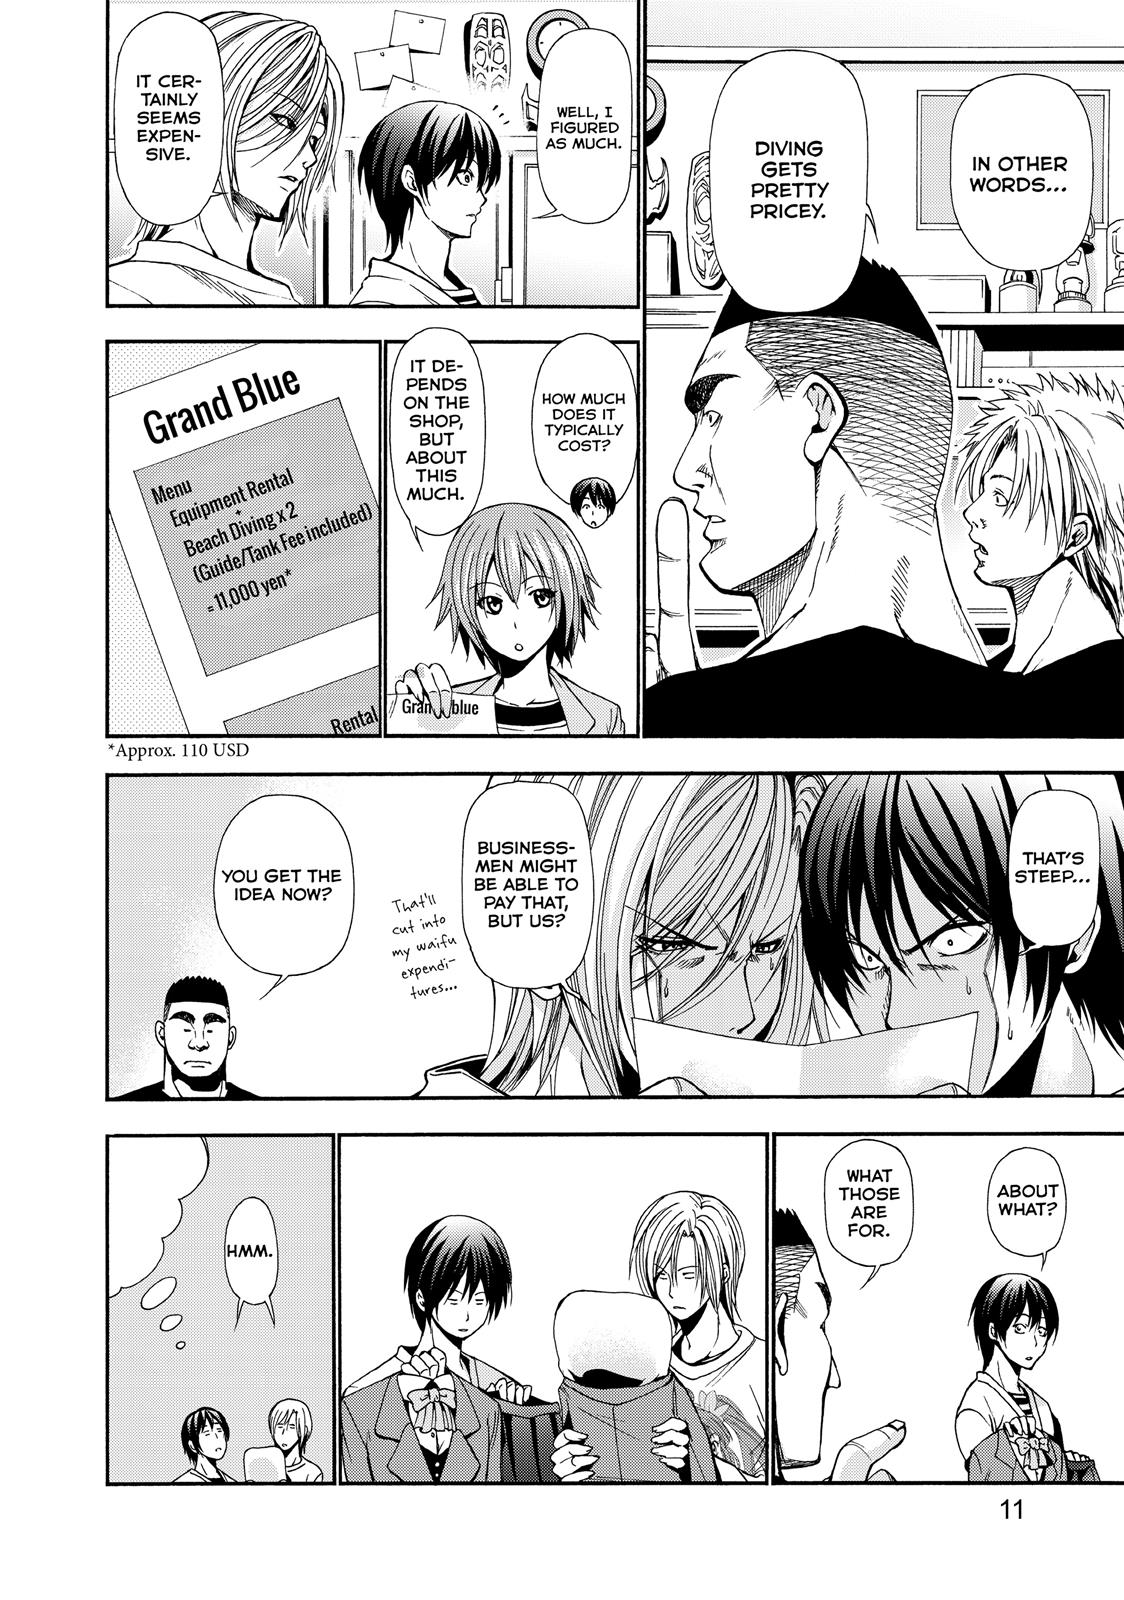 IN OTHER
WORDS...
DIVING
GETS
PRETTY
PRICEY.
WELL, I
FIGURED
AS MUCH.
IT CER-
TAINLY
SEEMS
EXPEN-
SIVE.
HOW MUCH
DOES IT
TYPICALLY
COST?
IT DE-
PENDS
ON THE
SHOP,
BUT
ABOUT
THIS
MUCH.
Grand blue
Grand Blue
Menu
Equipment Rental
+
Beach Diving x 2
(Guide/Tank Fee included)
= 11,000 yen*
Rental
*Approx. 110 USD
THAT'S
STEEP...
BUSINESS-
MEN MIGHT
BE ABLE TO
PAY THAT,
BUT US?
That'll
cut into
my waifu
expendi-
tures...
YOU GET THE
IDEA NOW?
ABOUT
WHAT?
WHAT
THOSE
ARE
FOR.
HMM.
11